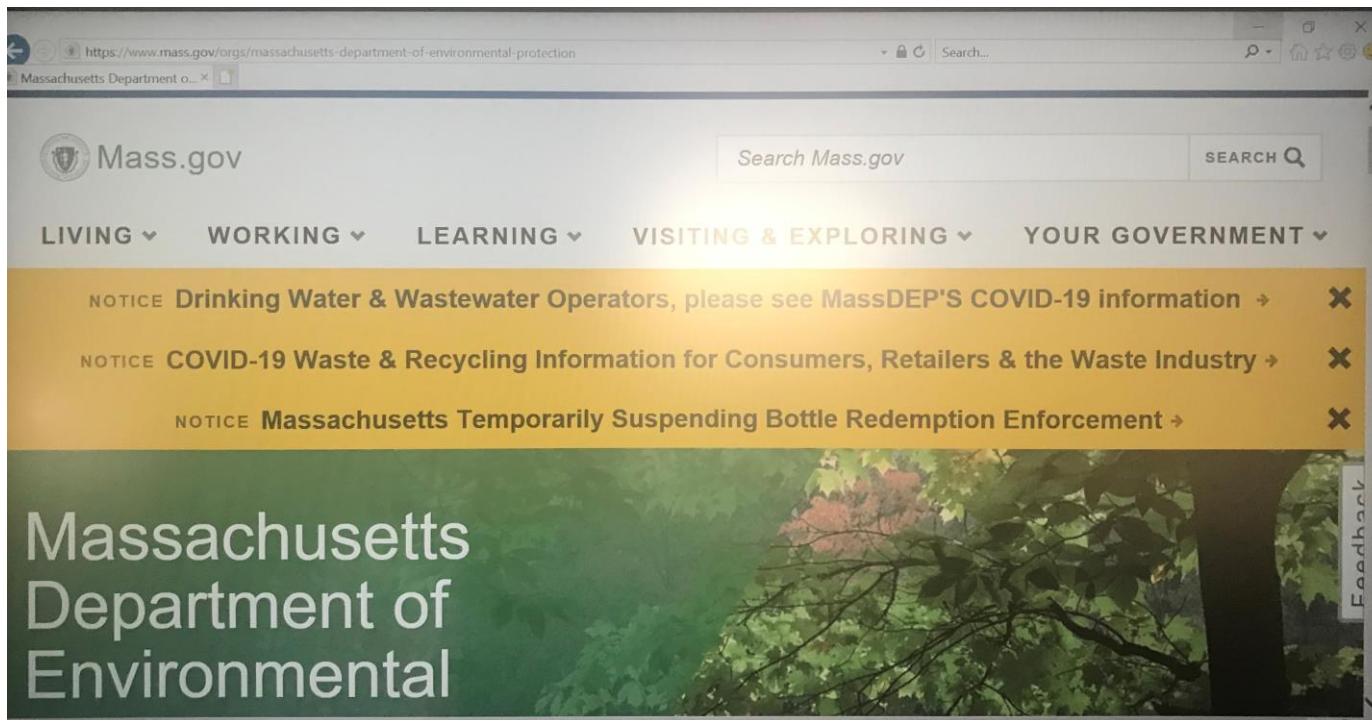 https://www.mass.gov/orgs/massachusetts-department-of-environmental-protection
Search...
Massachusetts Department o...
Mass.gov
Search Mass.gov
SEARCH
LIVING WORKING LEARNING VISITING & EXPLORING YOUR GOVERNMENT
NOTICE Drinking Water & Wastewater Operators, please see MassDEP'S COVID-19 information
NOTICE COVID-19 Waste & Recycling Information for Consumers, Retailers & the Waste Industry
NOTICE Massachusetts Temporarily Suspending Bottle Redemption Enforcement
Feedback
Massachusetts
Department of
Environmental